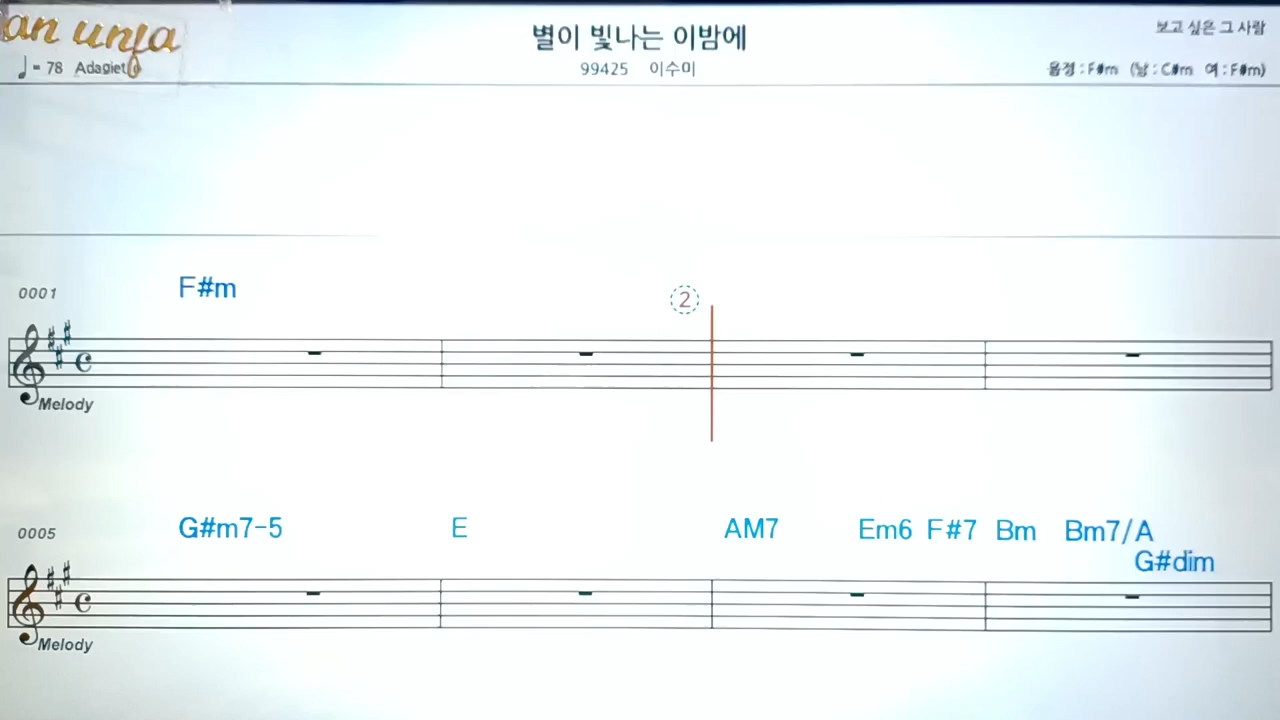 an unja
♩= 78 Adagietto
별이 빛나는 이밤에
99425 이수미
보고 싶은 그 사람
음정 : F#m (남 : C#m 여 : F#m)
0001
F#m
2
Melody
0005
G#m7-5 E AM7 Em6 F#7 Bm Bm7/A
G#dim
Melody